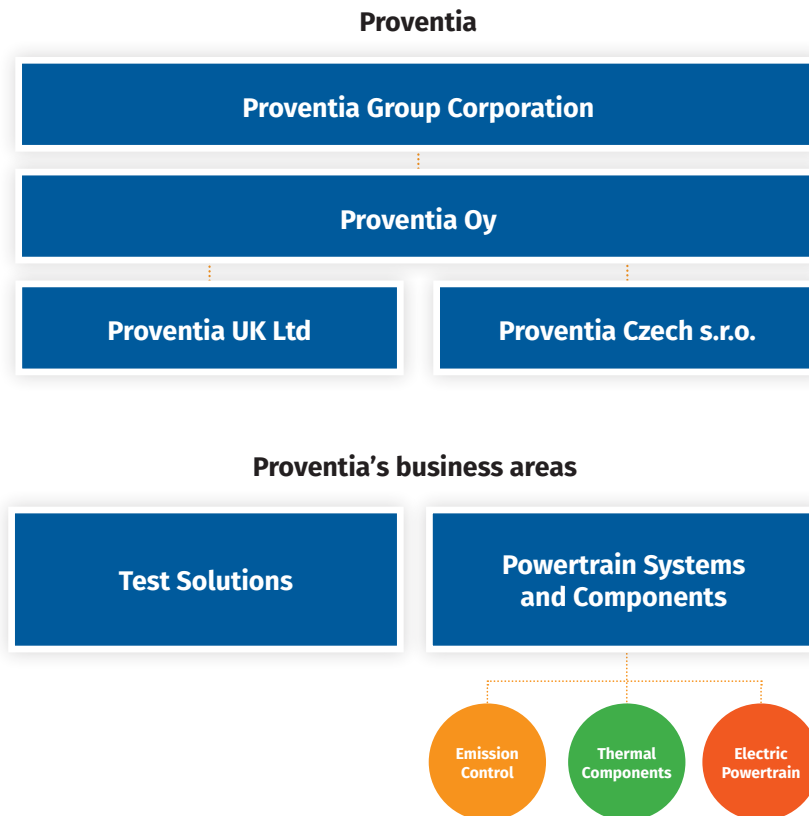 Proventia
Proventia Group Corporation
Proventia Oy
Proventia UK Ltd
Proventia Czech s.r.o.
Proventia’s business areas
Test Solutions
Powertrain Systems
and Components
Emission
Control
Thermal
Components
Electric
Powertrain